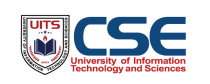 UITS
CSE
University of Information
Technology and Sciences